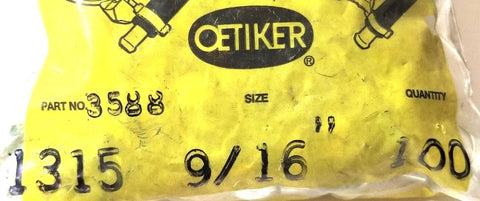 OETIKER
®
PART NO. 3588 SIZE QUANTITY
1315 9/16" 100